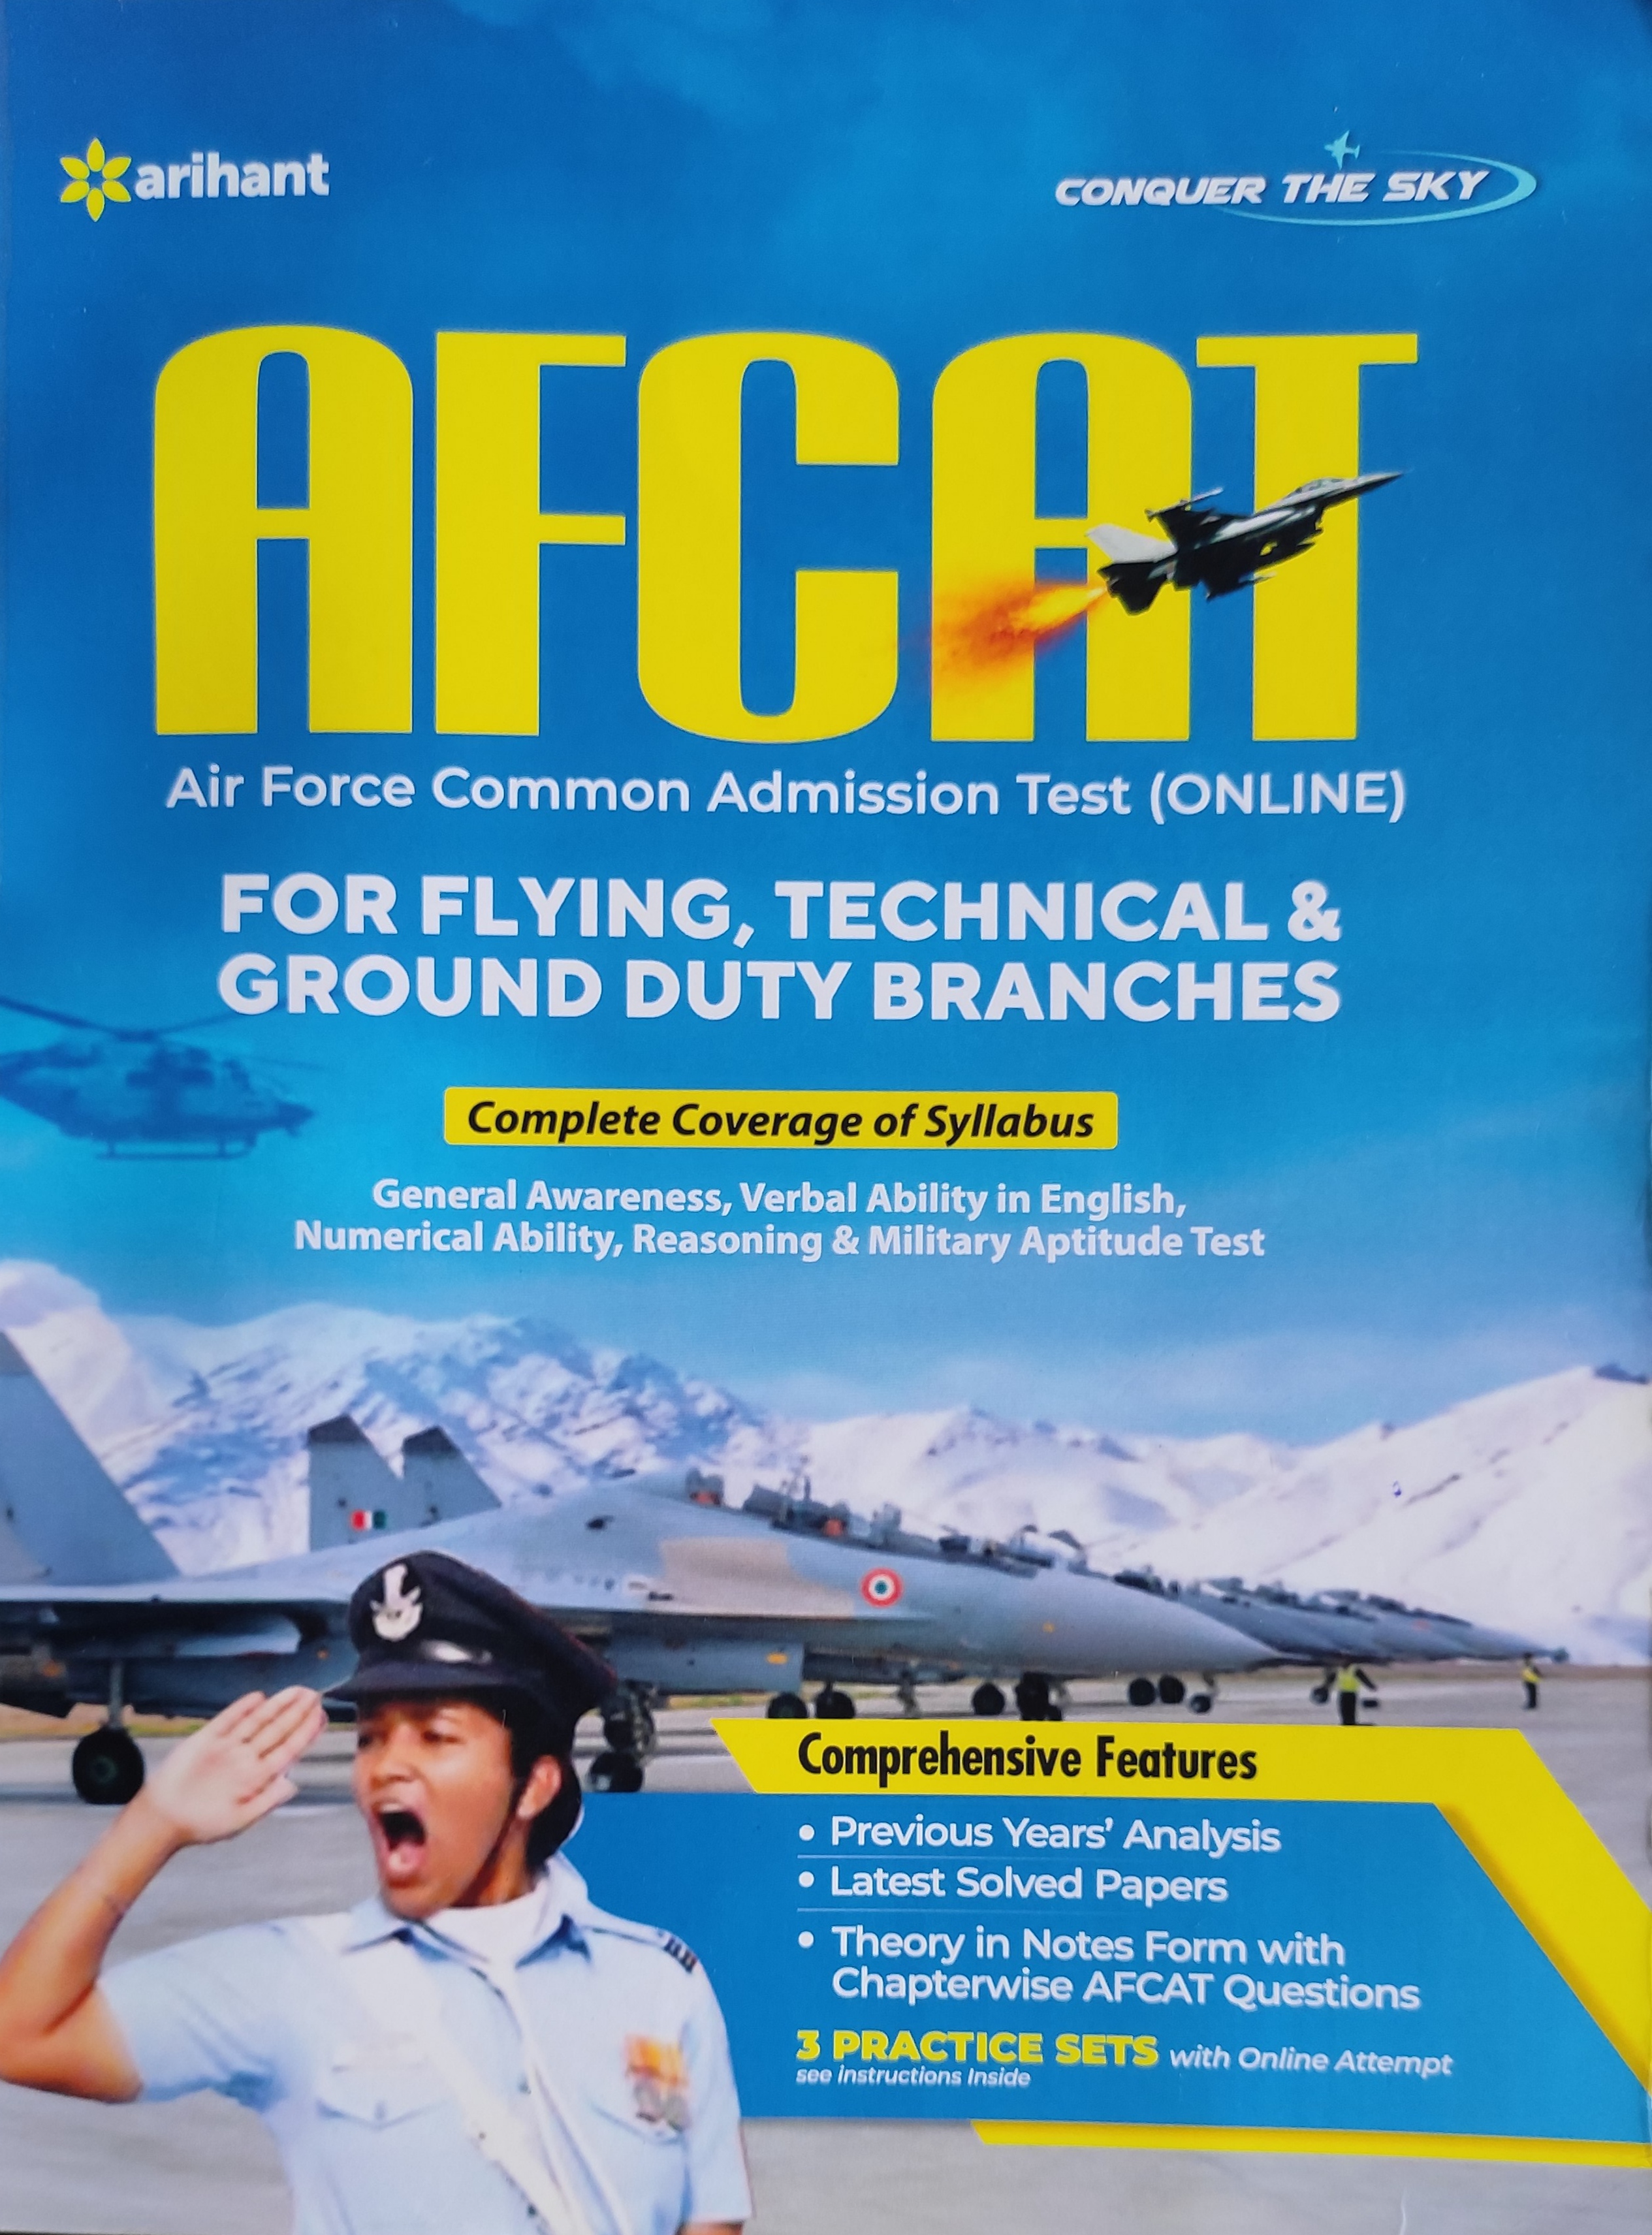 arihant
CONQUER THE SKY
AFCAT
Air Force Common Admission Test (ONLINE)
FOR FLYING, TECHNICAL &
GROUND DUTY BRANCHES
Complete Coverage of Syllabus
General Awareness, Verbal Ability in English,
Numerical Ability, Reasoning & Military Aptitude Test
Comprehensive Features
• Previous Years' Analysis
• Latest Solved Papers
• Theory in Notes Form with
Chapterwise AFCAT Questions
3 PRACTICE SETS with Online Attempt
see instructions Inside